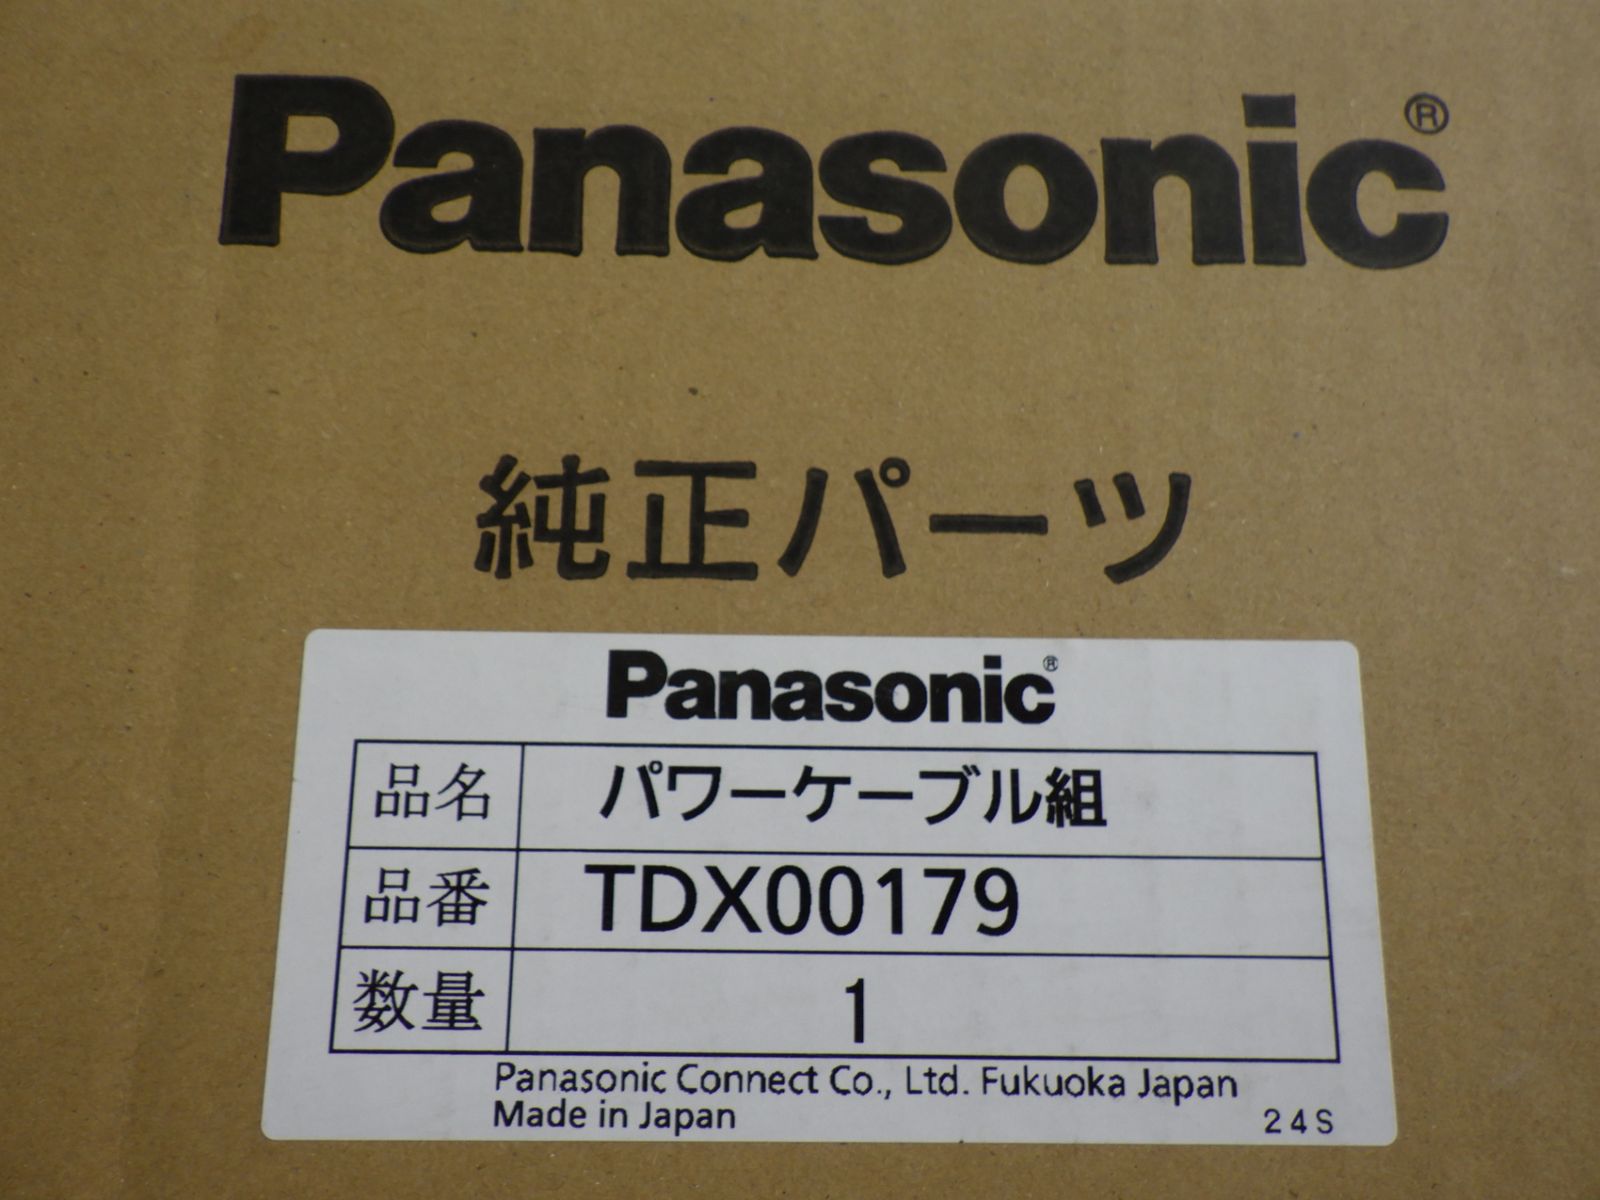 Panasonic®
純正パーツ
Panasonic®
品名 パワーケーブル組
品番 TDX00179
数量 1
Panasonic Connect Co., Ltd. Fukuoka Japan
Made in Japan 24S